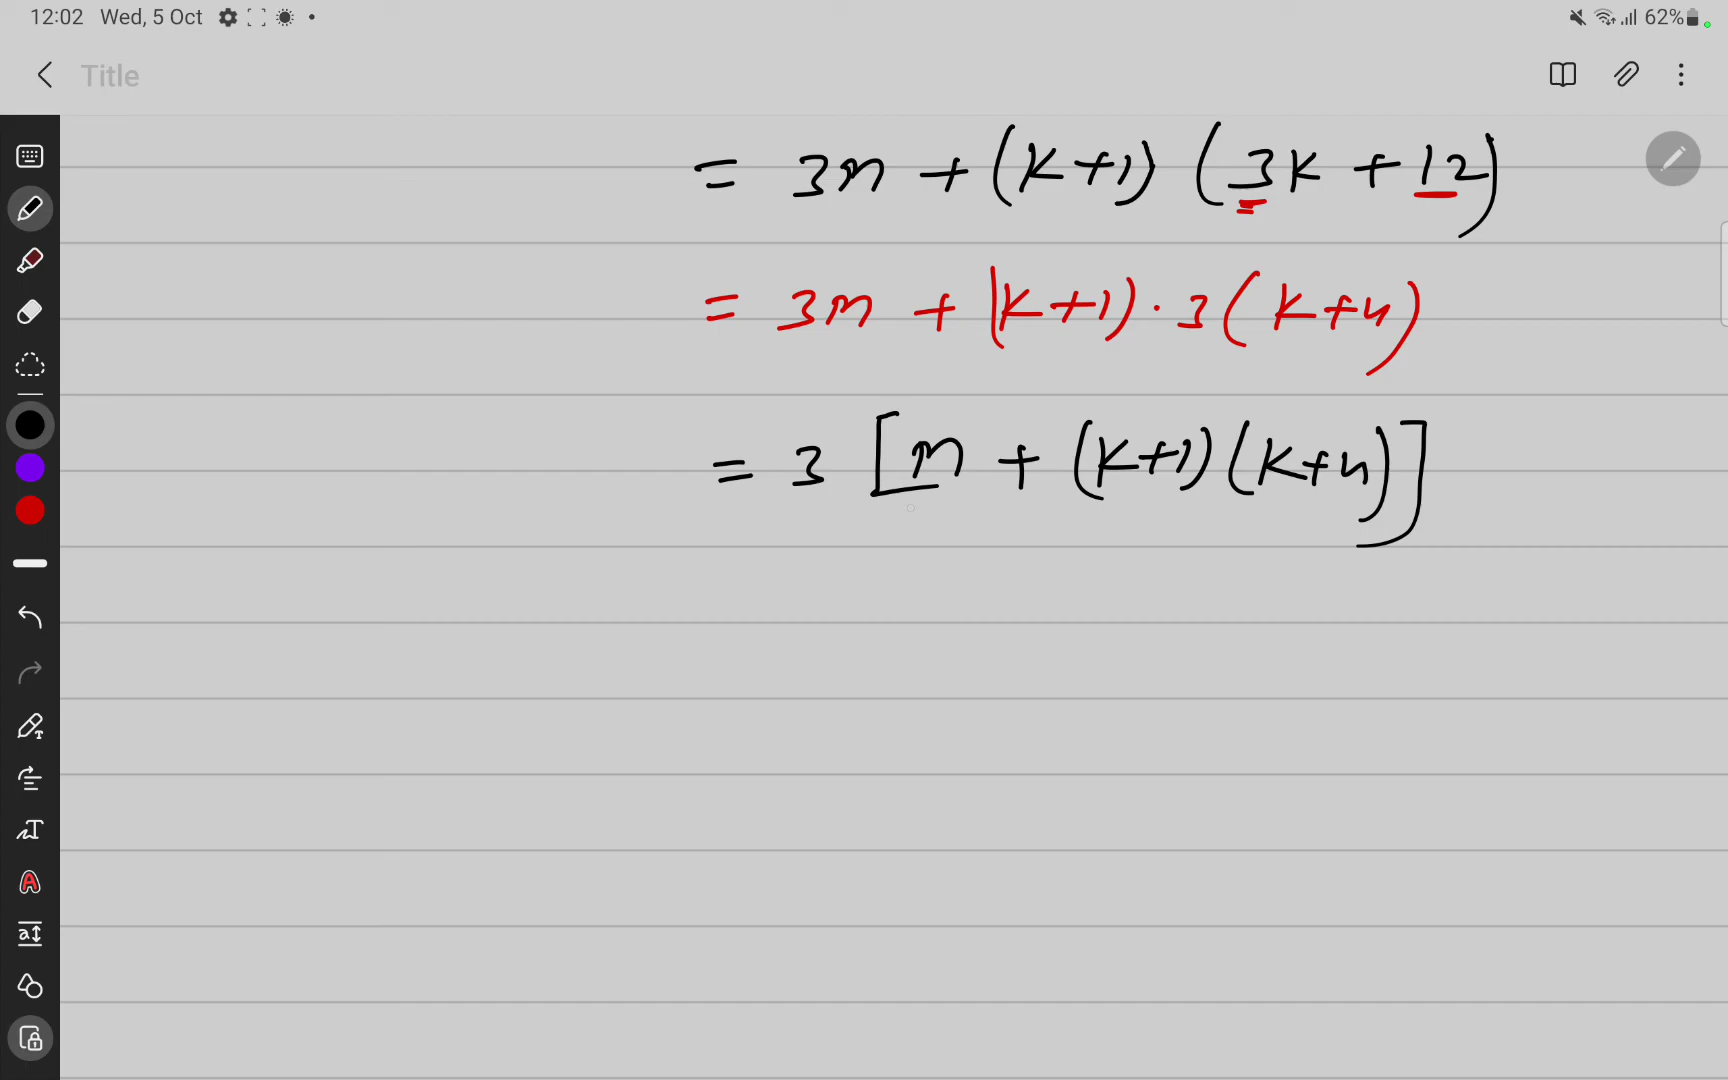 12:02 Wed, 5 Oct
62%
Title
= 3m + (k+1) (3k + 12)
= 3m + (k+1) · 3 (k+4)
= 3 [m + (k+1) (k+4)]